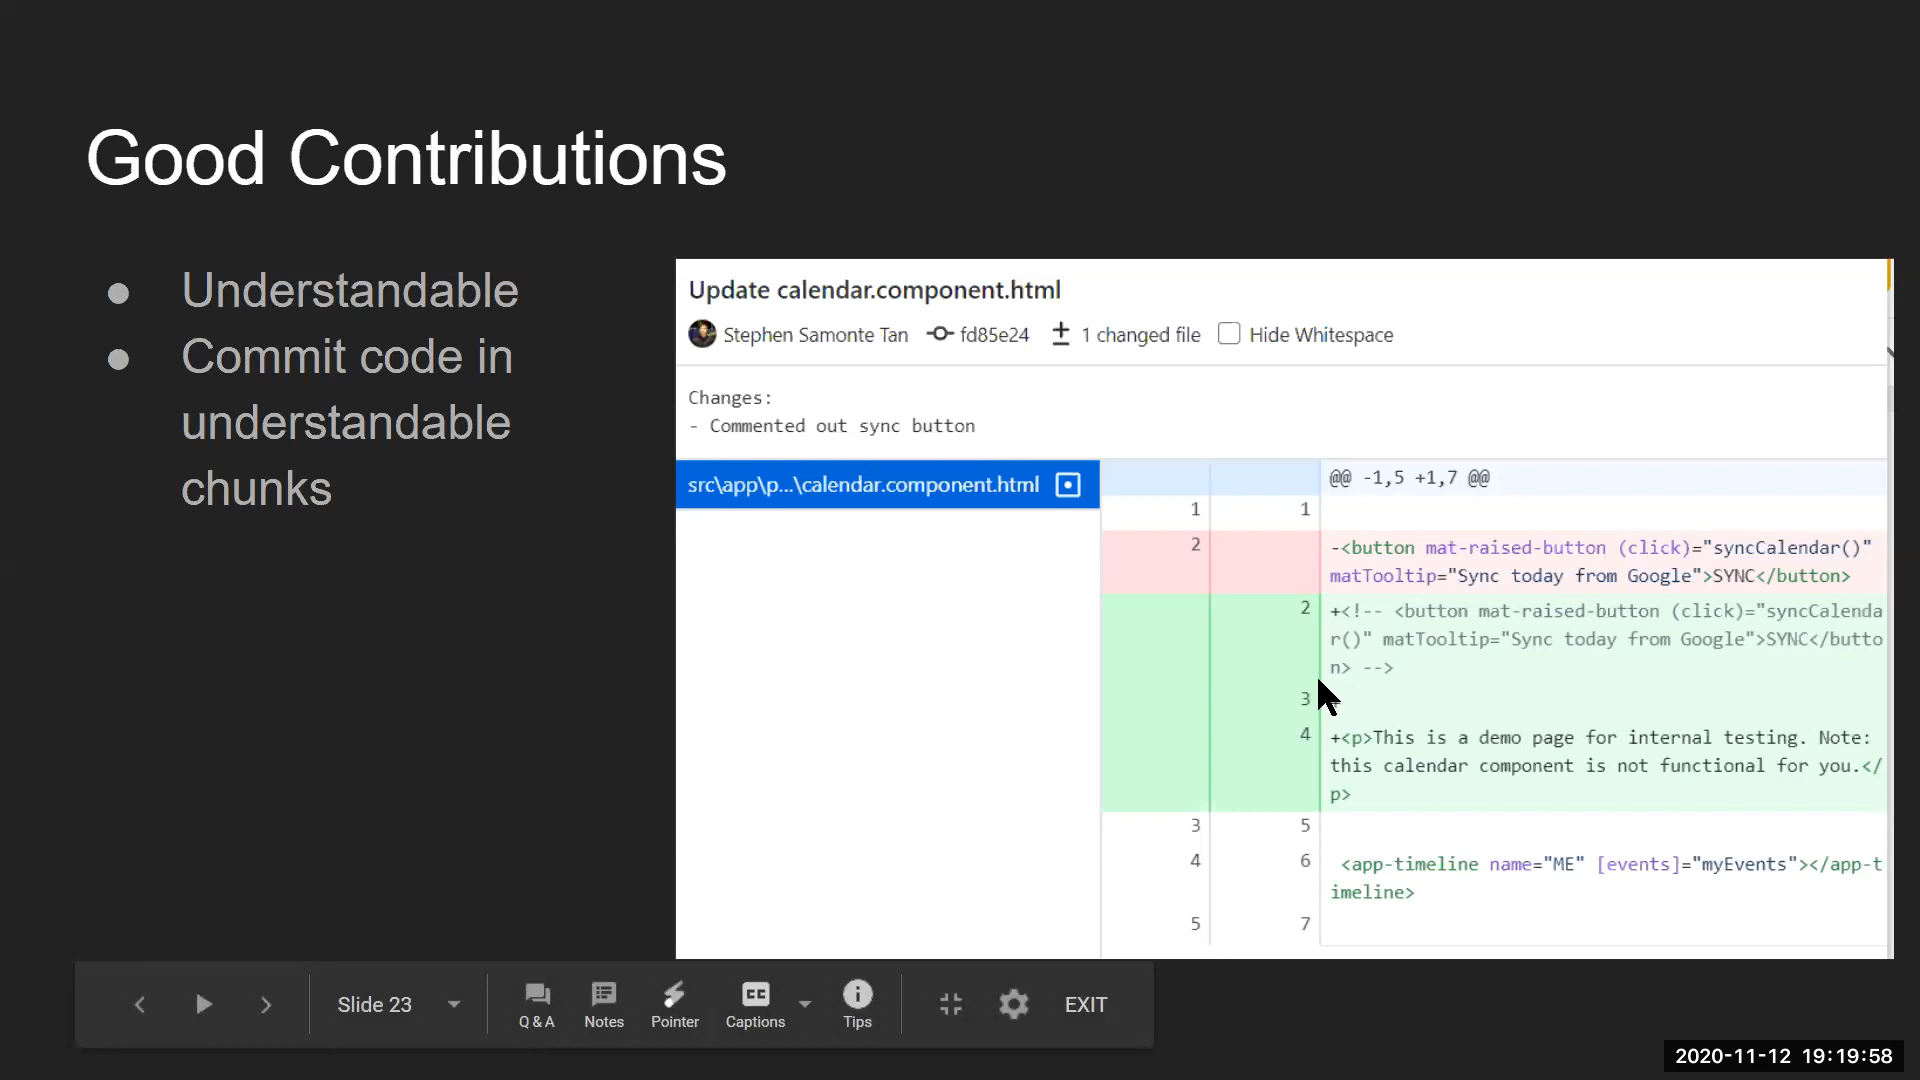 Good Contributions
● Understandable
● Commit code in
understandable
chunks
Update calendar.component.html
Stephen Samonte Tan fd85e24 1 changed file Hide Whitespace
Changes:
- Commented out sync button
src\app\p...\calendar.component.html
@@ -1,5 +1,7 @@
1 1
2 -<button mat-raised-button (click)="syncCalendar()"
matTooltip="Sync today from Google">SYNC</button>
2 +<!-- <button mat-raised-button (click)="syncCalenda
r()" matTooltip="Sync today from Google">SYNC</butto
n> -->
3
4 +<p>This is a demo page for internal testing. Note:
this calendar component is not functional for you.</
p>
3 5
4 6 <app-timeline name="ME" [events]="myEvents"></app-t
imeline>
5 7
Slide 23
Q & A Notes Pointer CC Captions Tips EXIT
2020-11-12 19:19:58